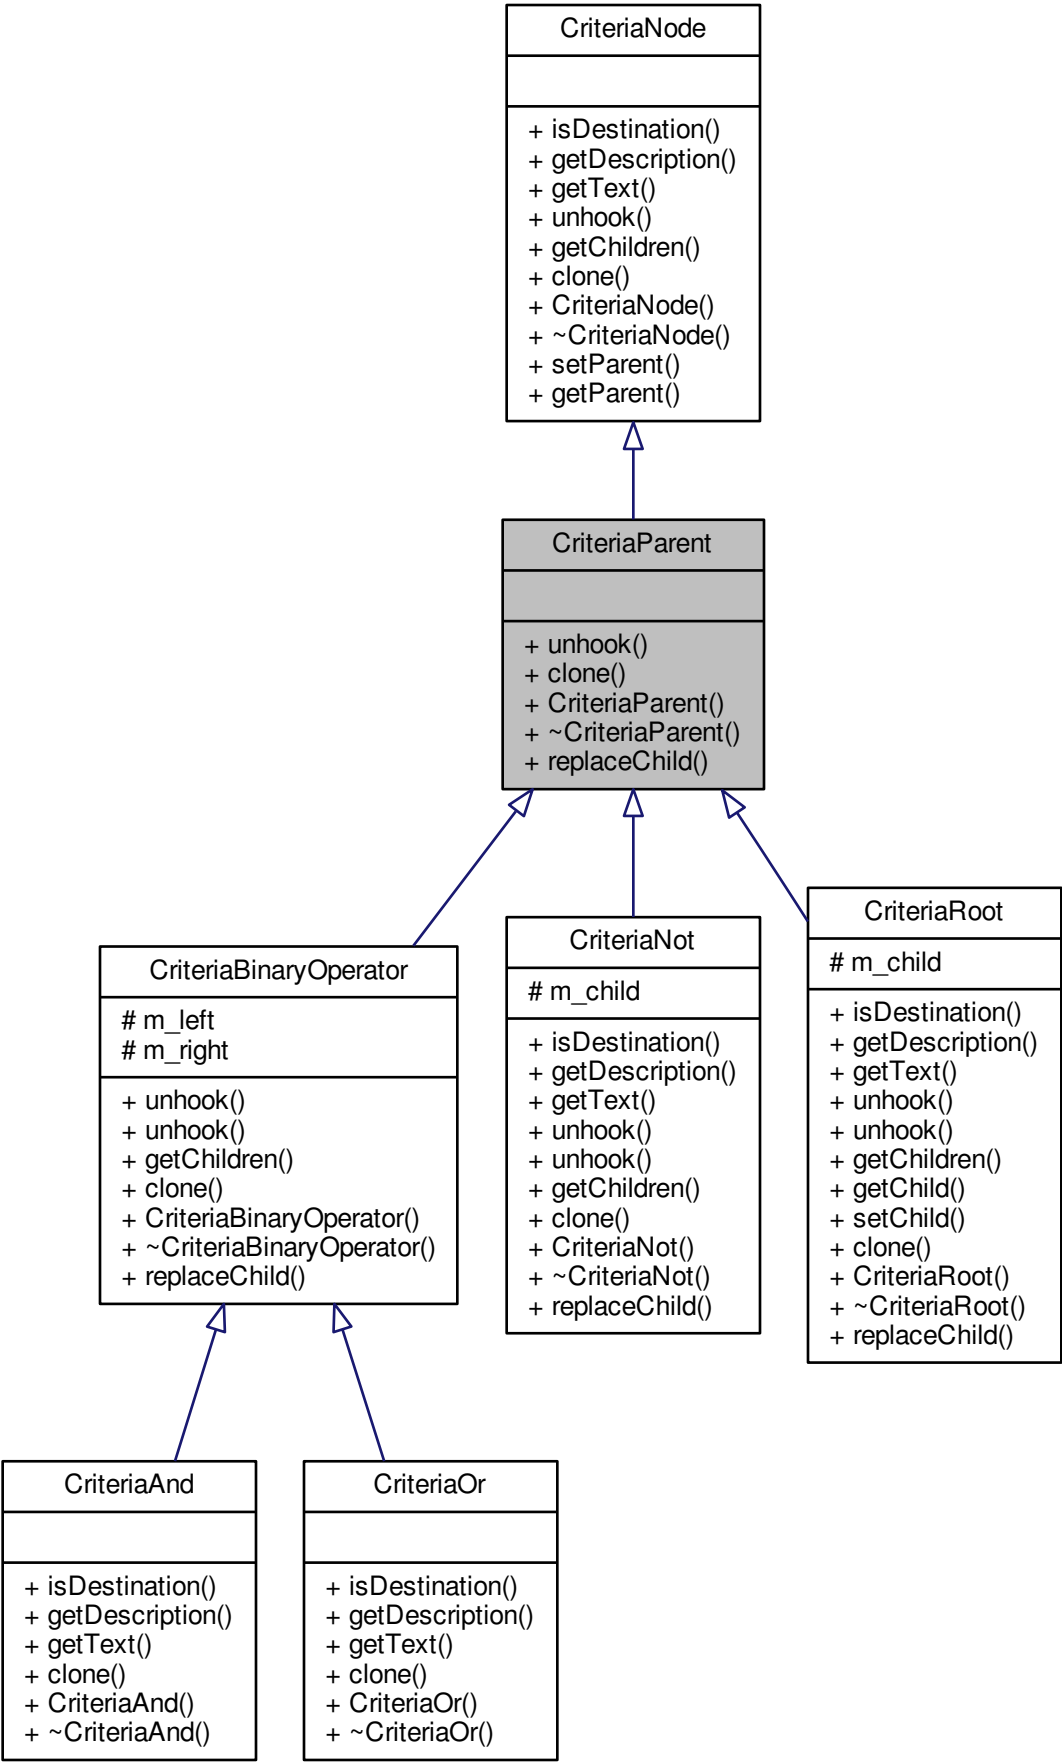 CriteriaNode
+ isDestination()
+ getDescription()
+ getText()
+ unhook()
+ getChildren()
+ clone()
+ CriteriaNode()
+ ~CriteriaNode()
+ setParent()
+ getParent()
CriteriaParent
+ unhook()
+ clone()
+ CriteriaParent()
+ ~CriteriaParent()
+ replaceChild()
CriteriaBinaryOperator
# m_left
# m_right
+ unhook()
+ unhook()
+ getChildren()
+ clone()
+ CriteriaBinaryOperator()
+ ~CriteriaBinaryOperator()
+ replaceChild()
CriteriaNot
# m_child
+ isDestination()
+ getDescription()
+ getText()
+ unhook()
+ unhook()
+ getChildren()
+ clone()
+ CriteriaNot()
+ ~CriteriaNot()
+ replaceChild()
CriteriaRoot
# m_child
+ isDestination()
+ getDescription()
+ getText()
+ unhook()
+ unhook()
+ getChildren()
+ getChild()
+ setChild()
+ clone()
+ CriteriaRoot()
+ ~CriteriaRoot()
+ replaceChild()
CriteriaAnd
+ isDestination()
+ getDescription()
+ getText()
+ clone()
+ CriteriaAnd()
+ ~CriteriaAnd()
CriteriaOr
+ isDestination()
+ getDescription()
+ getText()
+ clone()
+ CriteriaOr()
+ ~CriteriaOr()